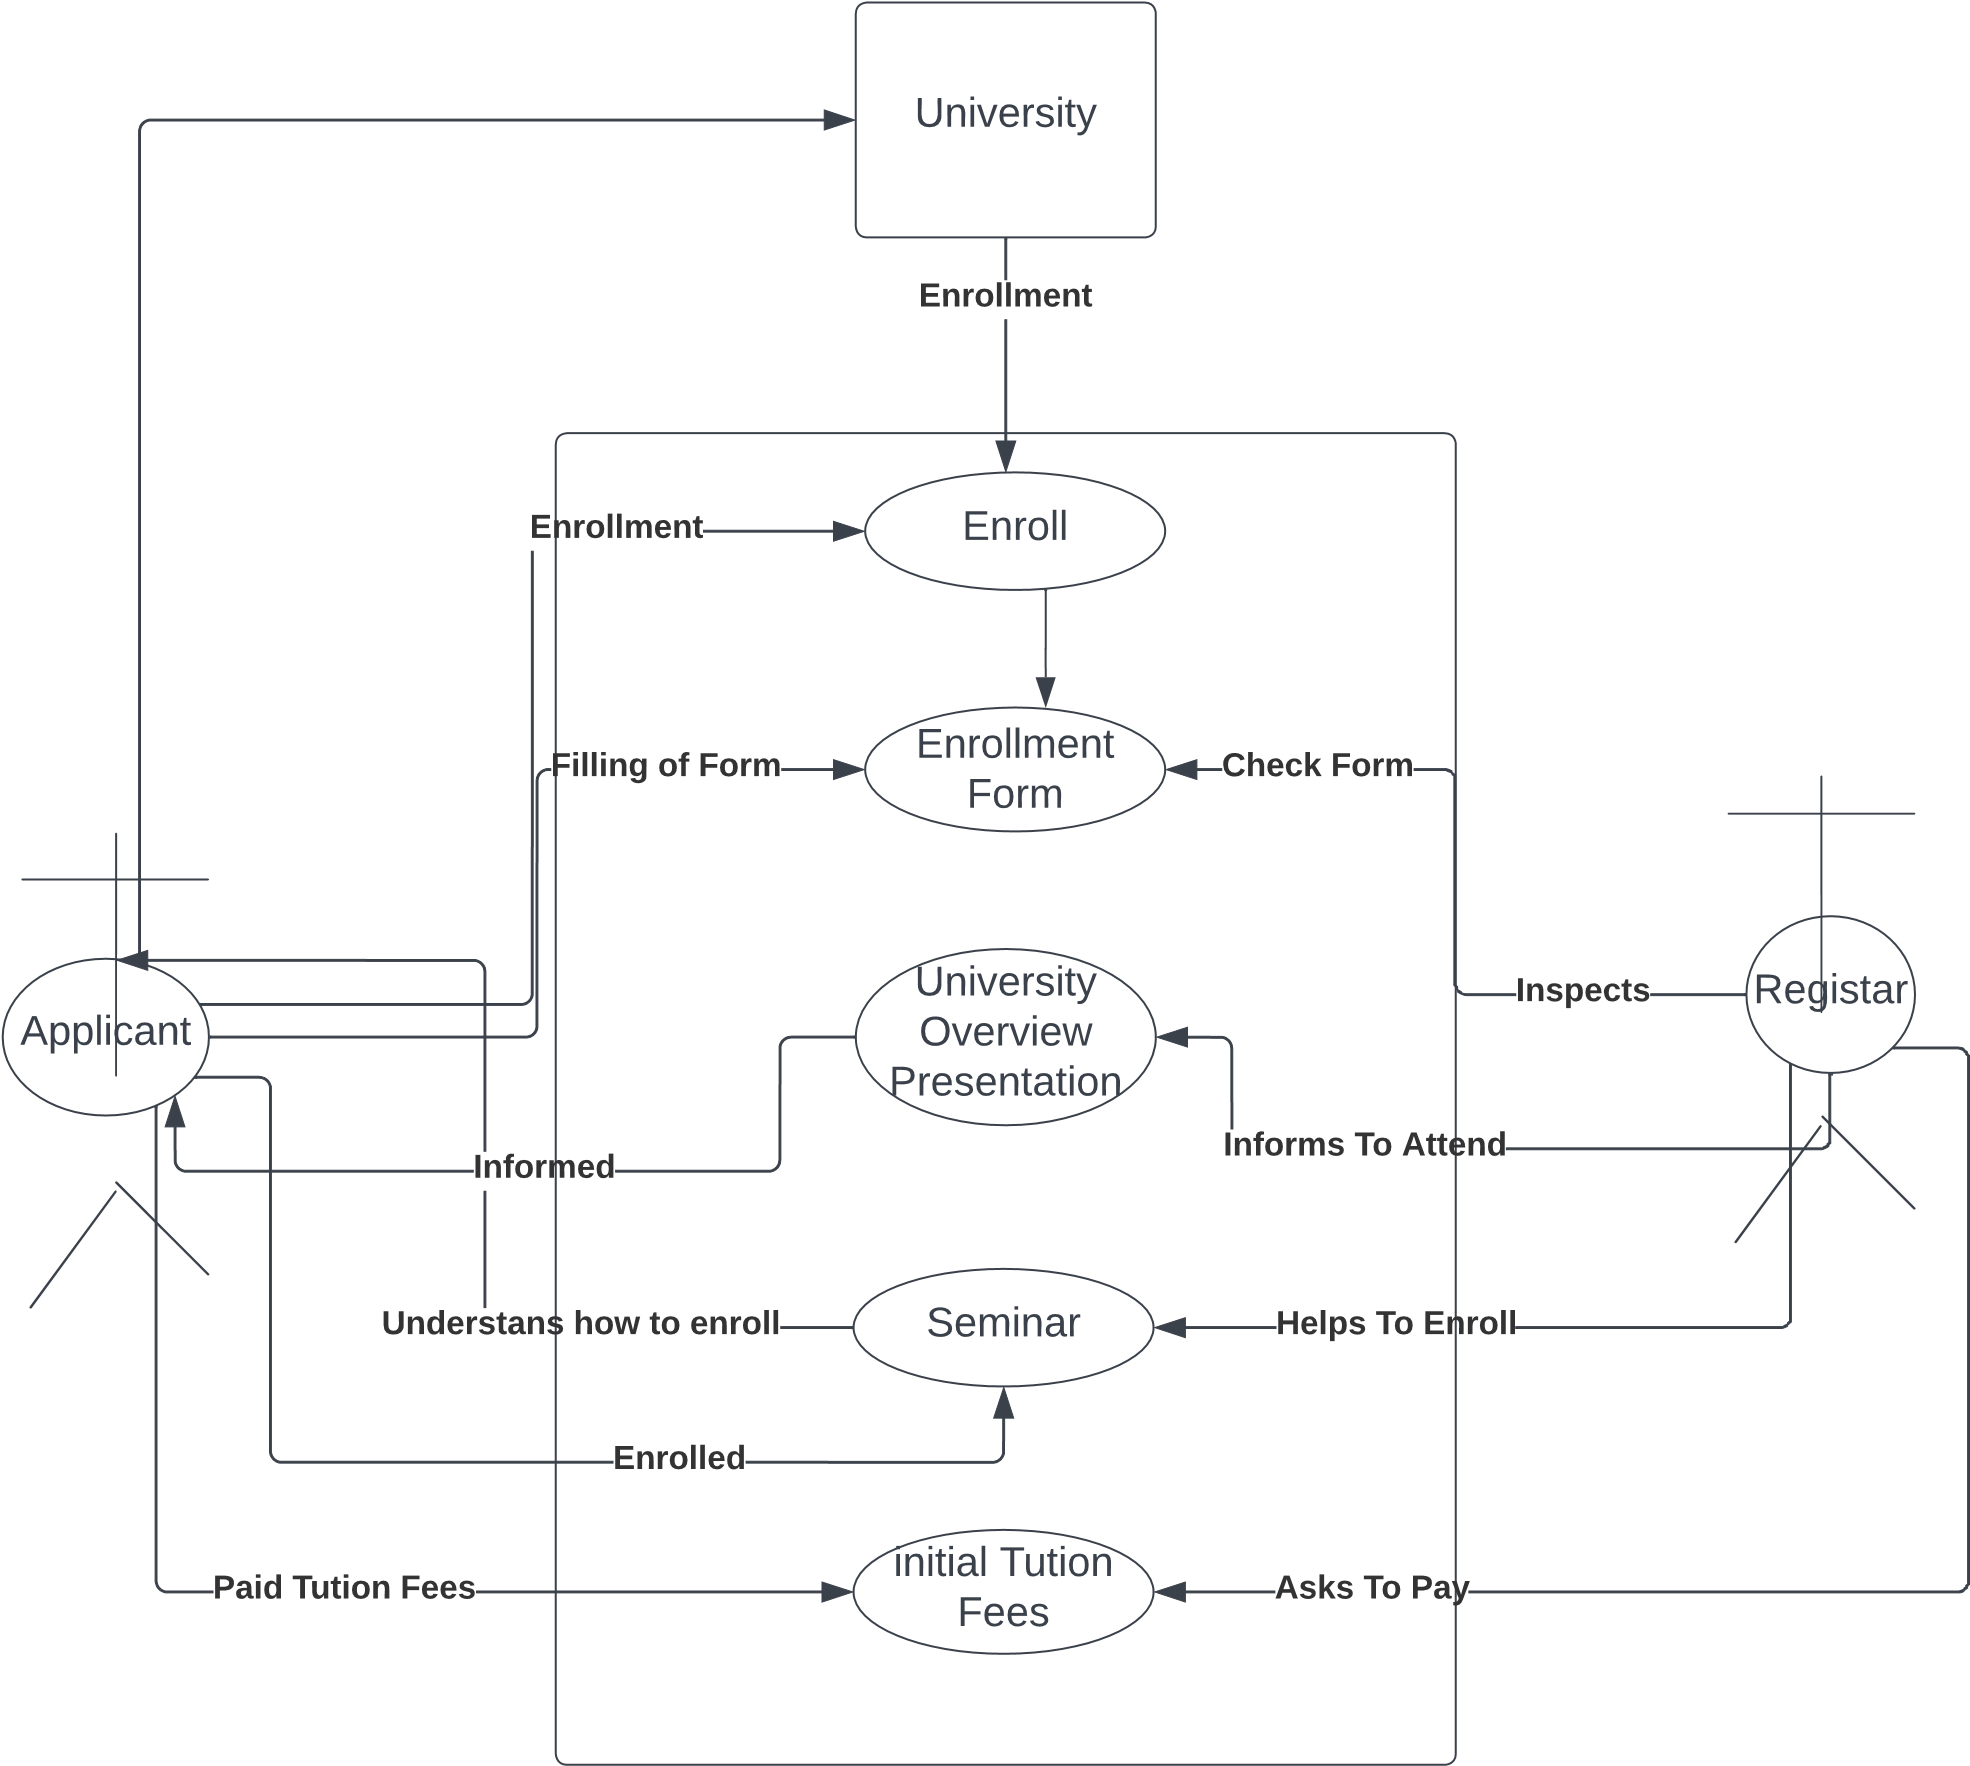 University
Enrollment
Enrollment
Enroll
Filling of Form
Enrollment
Form
Check Form
University
Overview
Presentation
Inspects
Registar
Applicant
Informs To Attend
Informed
Understans how to enroll
Seminar
Helps To Enroll
Enrolled
Paid Tution Fees
initial Tution
Fees
Asks To Pay